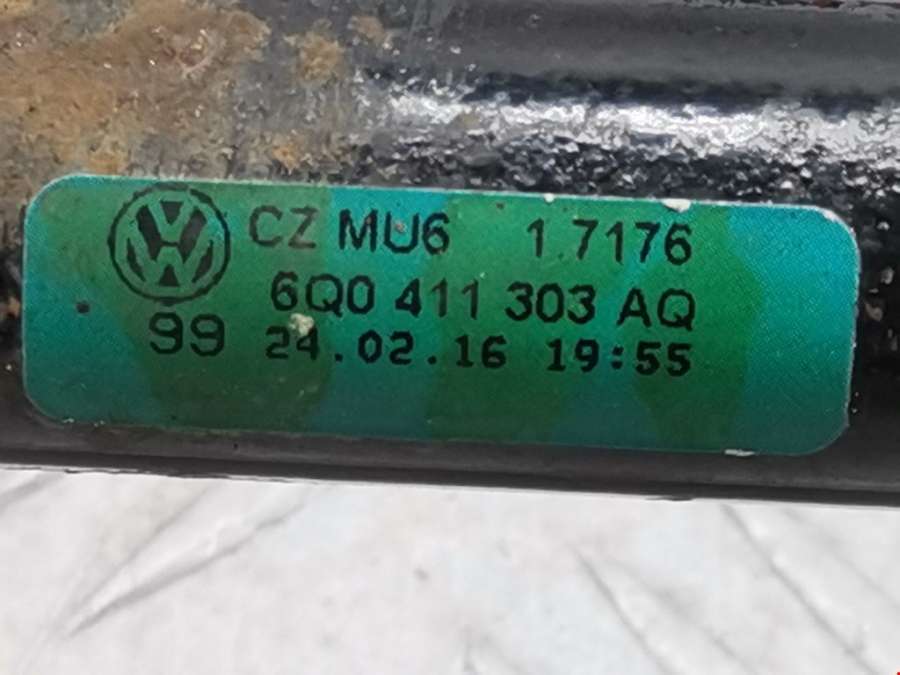 CZ MU6 1.7176
6Q0 411 303 AQ
99 24.02.16 19:55